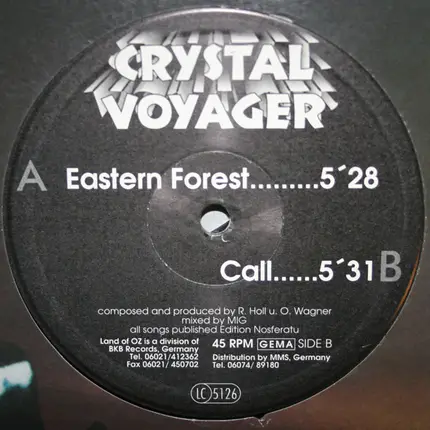 CRYSTAL
VOYAGER
A Eastern Forest.........5´28
Call......5´31 B
composed and produced by R. Holl u. O. Wagner
mixed by MIG
all songs published Edition Nosferatu
Land of OZ is a division of
BKB Records, Germany
Tel. 06021/412362
Fax 06021/ 450702
45 RPM GEMA SIDE B
Distribution by MMS, Germany
Tel. 06074/ 89180
LC 5126